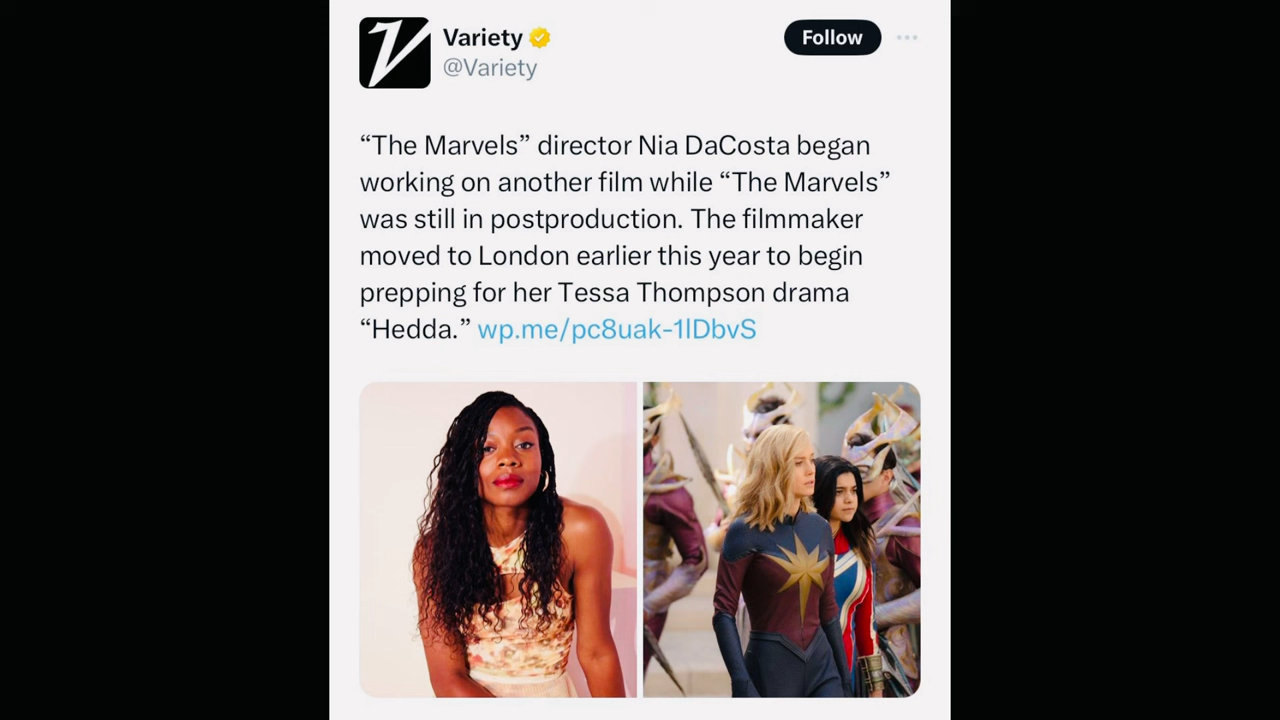 Variety
@Variety
Follow
“The Marvels” director Nia DaCosta began
working on another film while “The Marvels”
was still in postproduction. The filmmaker
moved to London earlier this year to begin
prepping for her Tessa Thompson drama
“Hedda.” wp.me/pc8uak-1lDbvS